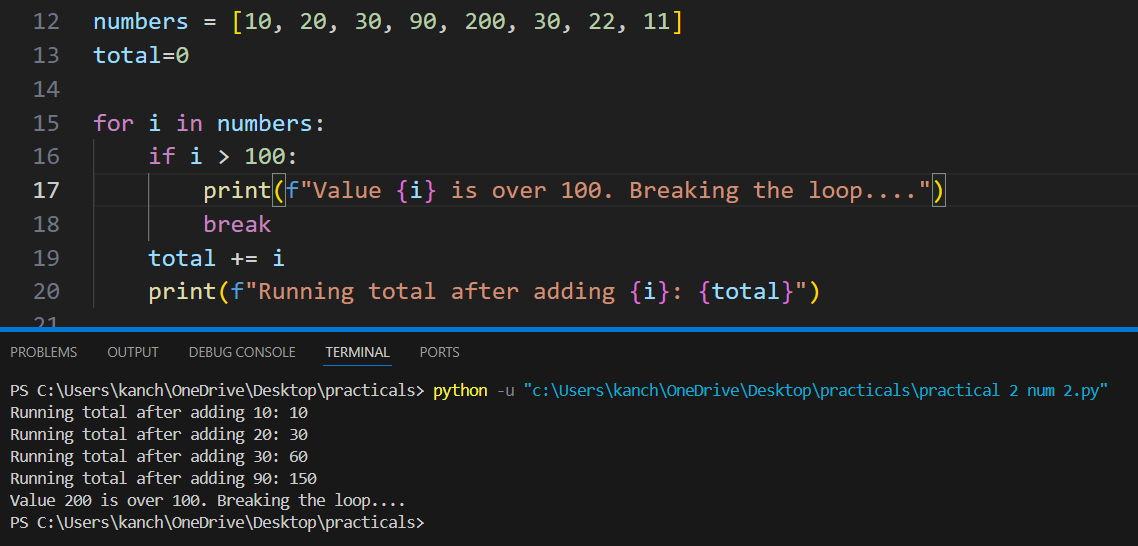 12 numbers = [10, 20, 30, 90, 200, 30, 22, 11]
13 total=0
14
15 for i in numbers:
16     if i > 100:
17         print(f"Value {i} is over 100. Breaking the loop....")
18         break
19     total += i
20     print(f"Running total after adding {i}: {total}")
21
PROBLEMS OUTPUT DEBUG CONSOLE TERMINAL PORTS
PS C:\Users\kanch\OneDrive\Desktop\practicals> python -u "c:\Users\kanch\OneDrive\Desktop\practicals\practical 2 num 2.py"
Running total after adding 10: 10
Running total after adding 20: 30
Running total after adding 30: 60
Running total after adding 90: 150
Value 200 is over 100. Breaking the loop....
PS C:\Users\kanch\OneDrive\Desktop\practicals>